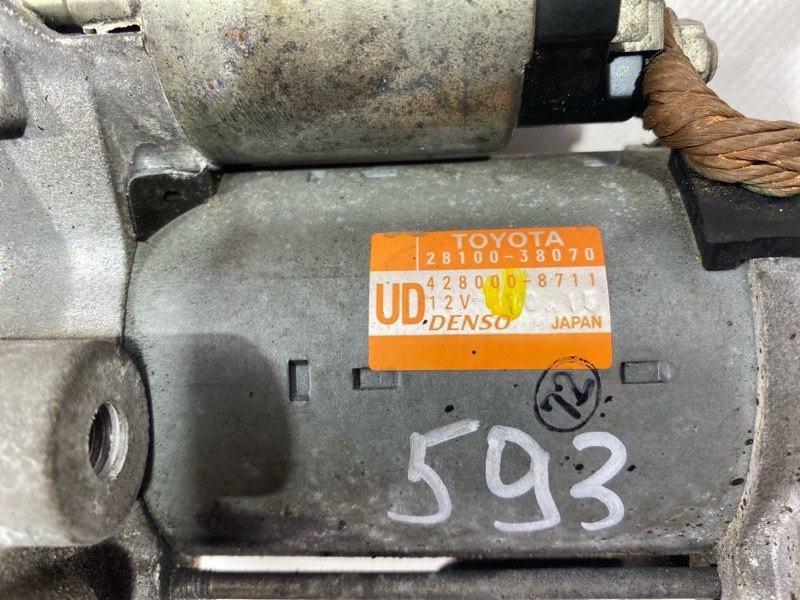 TOYOTA
28100-38070
428000-8711
UD
12V
DENSO JAPAN
12
593